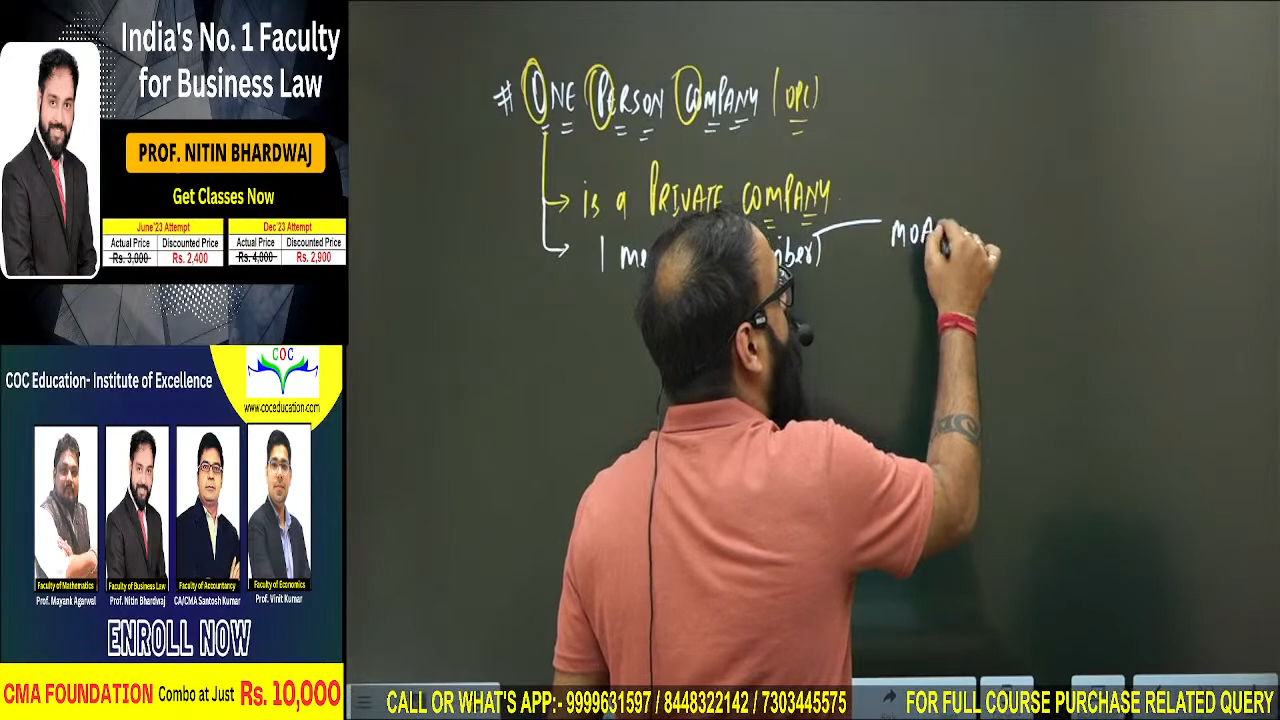 India's No. 1 Faculty
for Business Law
PROF. NITIN BHARDWAJ
Get Classes Now
June'23 Attempt
Dec'23 Attempt
Actual Price
Discounted Price
Actual Price
Discounted Price
Rs. 3,000
Rs. 2,400
Rs. 4,000
Rs. 2,900
COC Education- Institute of Excellence
COC
www.coceducation.com
Faculty of Mathematics
Faculty of Business Law
Faculty of Accountancy
Faculty of Economics
Prof. Mayank Agarwal
Prof. Nitin Bhardwaj
CA/CMA Santosh Kumar
Prof. Vinit Kumar
ENROLL NOW
CMA FOUNDATION Combo at Just Rs. 10,000
# ONE PERSON COMPANY (OPC)
→ is a PRIVATE COMPANY
MOA
→ 1
CALL OR WHAT'S APP:- 9999631597 / 8448322142 / 7303445575
FOR FULL COURSE PURCHASE RELATED QUERY